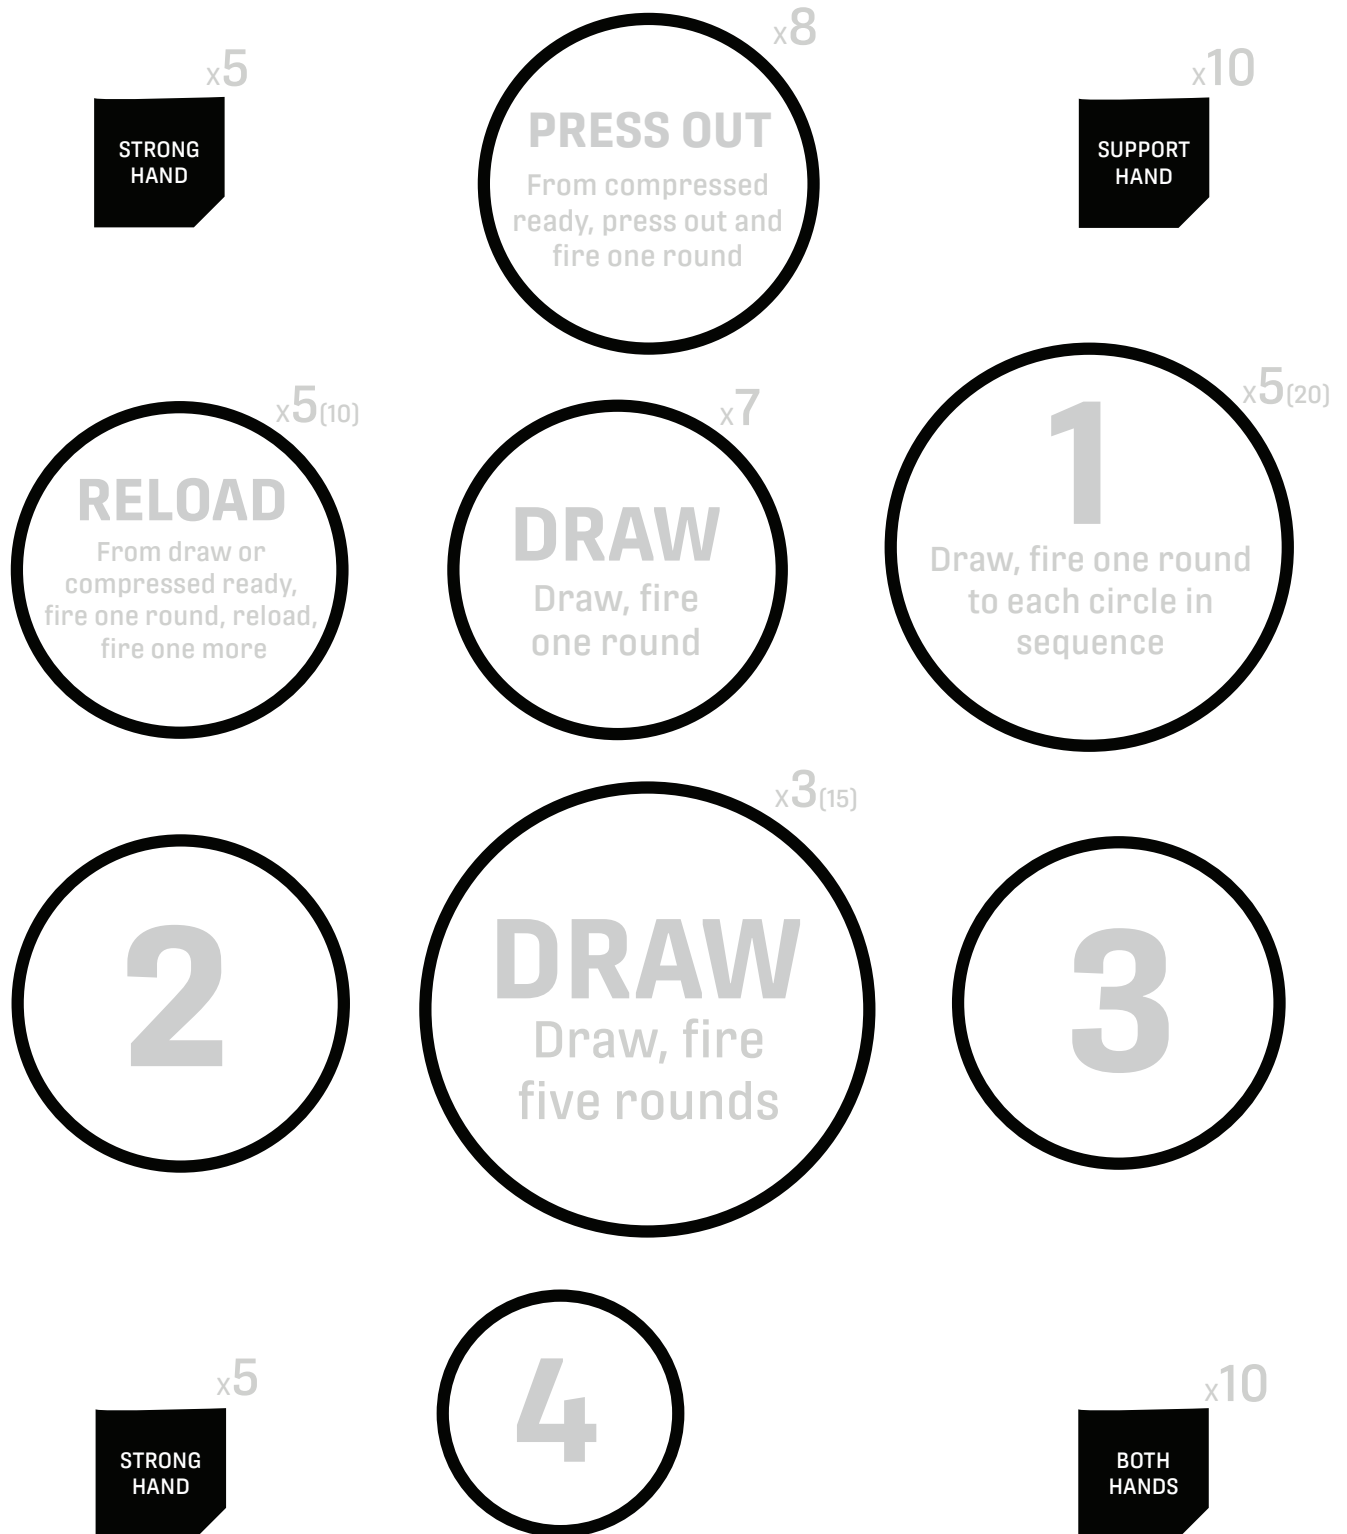 x5
STRONG
HAND
x8
PRESS OUT
From compressed
ready, press out and
fire one round
x10
SUPPORT
HAND
x5(10)
RELOAD
From draw or
compressed ready,
fire one round, reload,
fire one more
x7
DRAW
Draw, fire
one round
x5(20)
1
Draw, fire one round
to each circle in
sequence
2
x3(15)
DRAW
Draw, fire
five rounds
3
x5
STRONG
HAND
4
x10
BOTH
HANDS